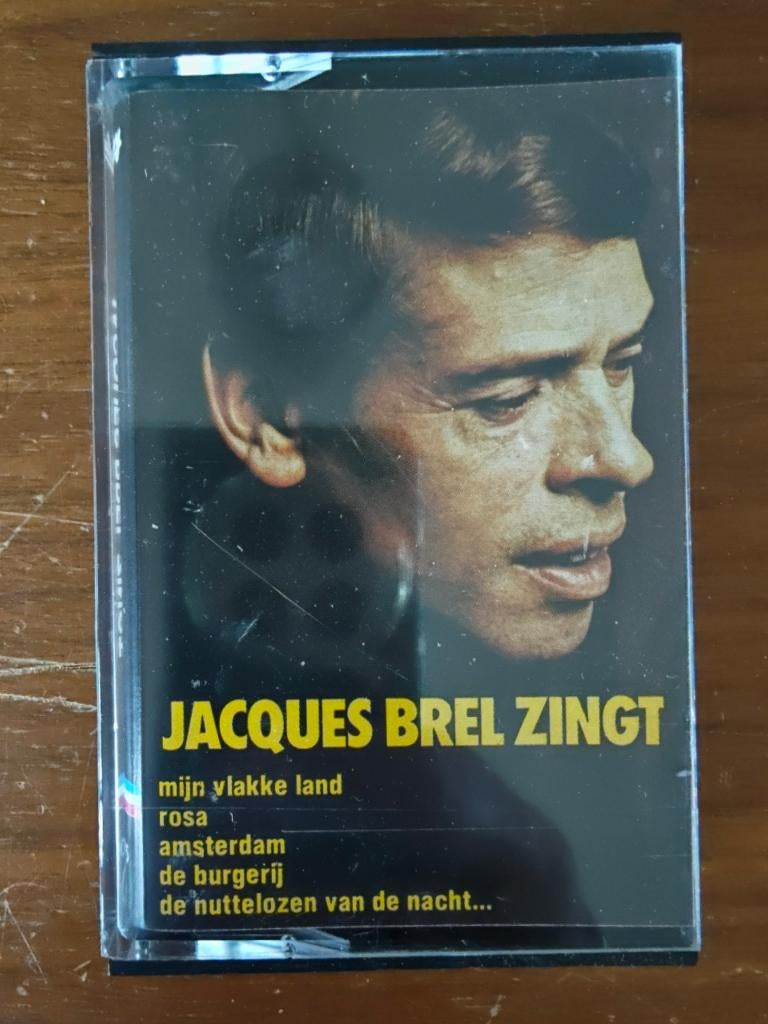 JACQUES BREL ZINGT
mijn vlakke land
rosa
amsterdam
de burgerij
de nuttelozen van de nacht...